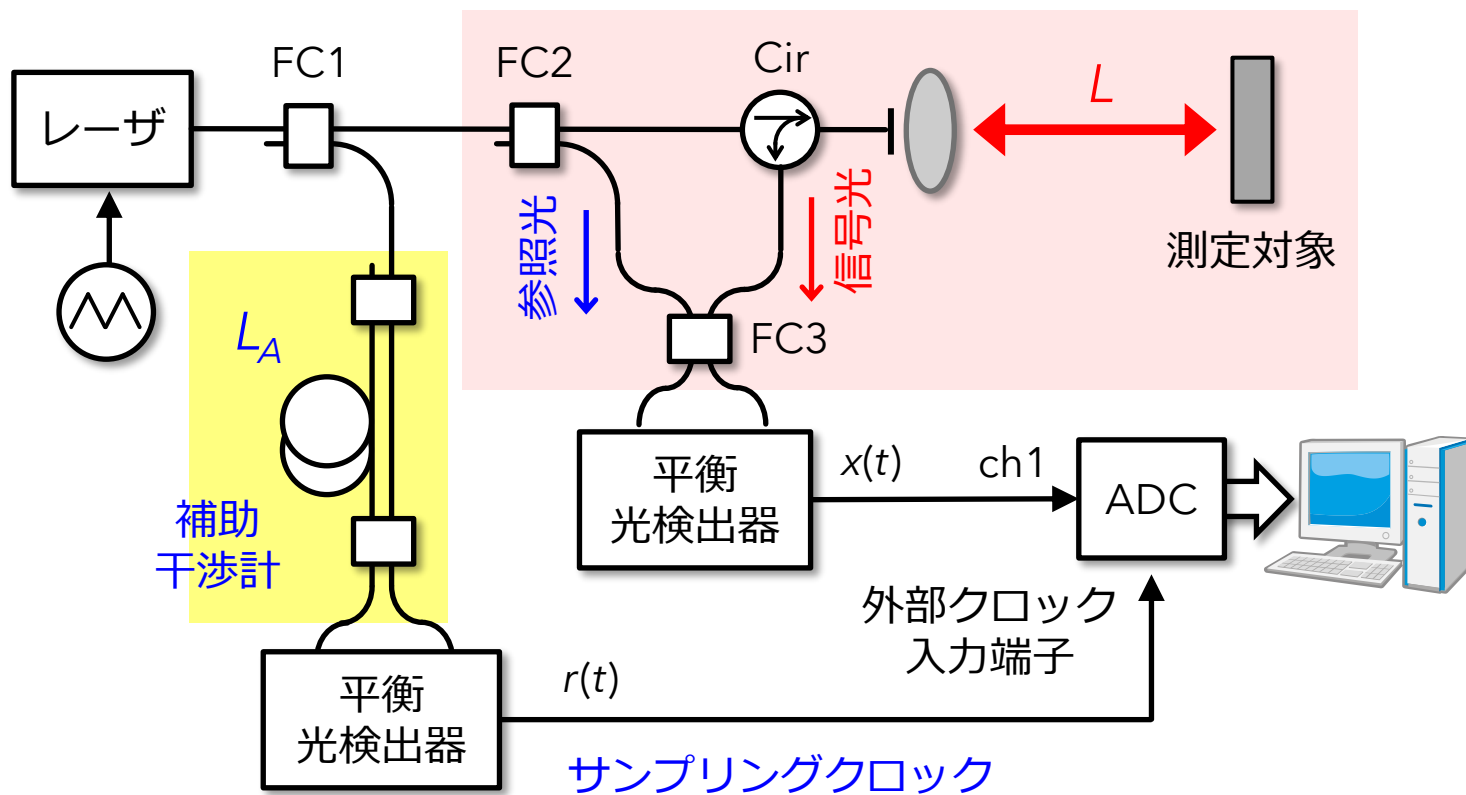 FC1
FC2
Cir
L
レーザ
参照光
信号光
測定対象
L_A
FC3
補助
干渉計
平衡
光検出器
x(t)
ch1
ADC
外部クロック
入力端子
平衡
光検出器
r(t)
サンプリングクロック